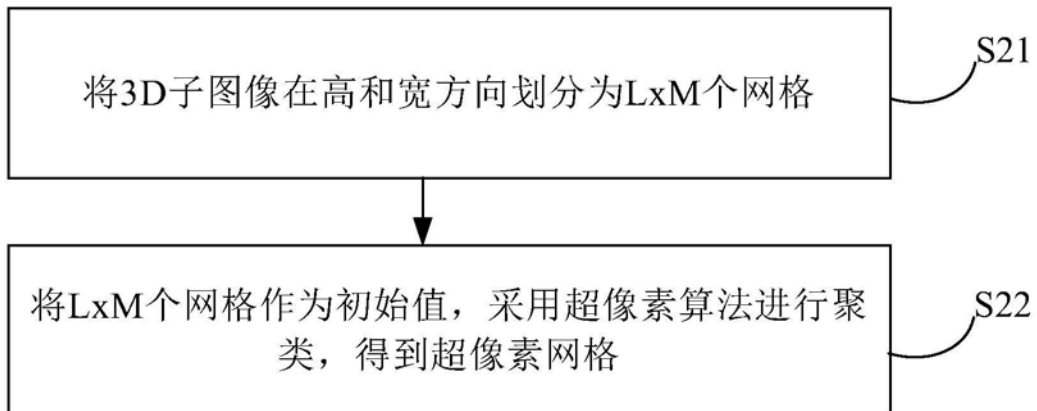 S21
将3D子图像在高和宽方向划分为LxM个网格
将LxM个网格作为初始值，采用超像素算法进行聚
类，得到超像素网格
S22